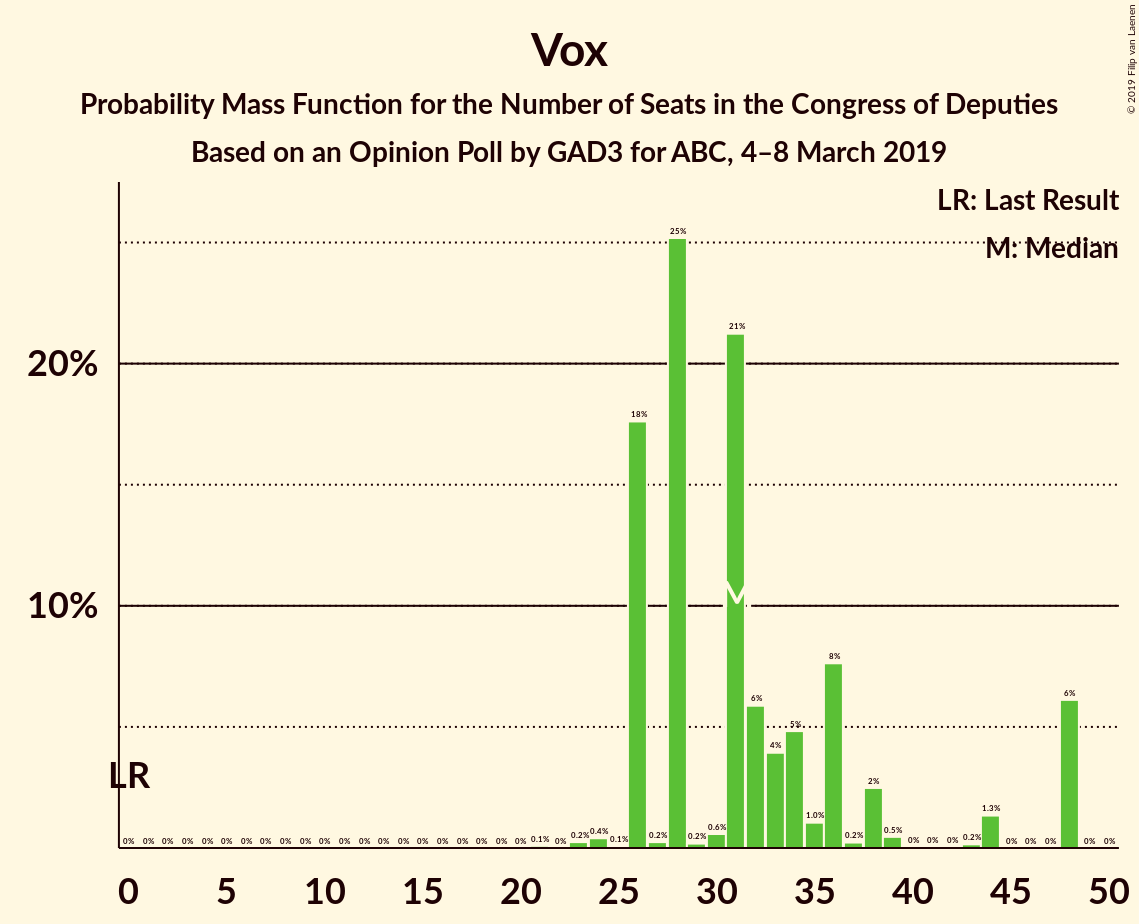 Vox
Probability Mass Function for the Number of Seats in the Congress of Deputies
Based on an Opinion Poll by GAD3 for ABC, 4–8 March 2019
© 2019 Filip van Laenen
LR: Last Result
M: Median
25%
21%
20%
18%
10%
M
8%
6%
6%
5%
4%
2%
LR
1.3%
1.0%
0% 0% 0% 0% 0% 0% 0% 0% 0% 0% 0% 0% 0% 0% 0% 0% 0% 0% 0% 0% 0% 0.1% 0% 0.2% 0.4% 0.1% 0.2% 0.2% 0.6% 0.2% 0.5% 0% 0% 0% 0.2% 0% 0% 0% 0% 0%
0 5 10 15 20 25 30 35 40 45 50